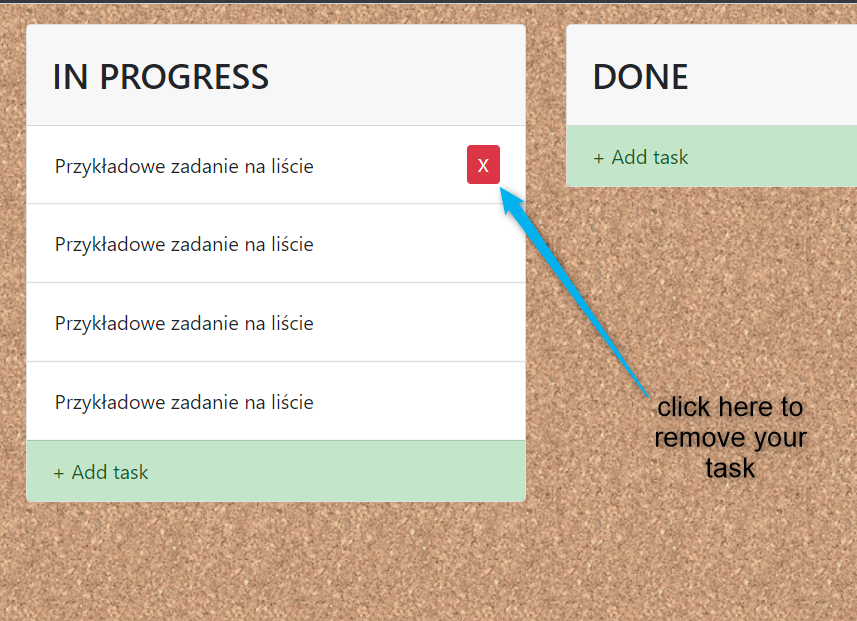 IN PROGRESS
Przykładowe zadanie na liście
X
Przykładowe zadanie na liście
Przykładowe zadanie na liście
Przykładowe zadanie na liście
+ Add task
DONE
+ Add task
click here to
remove your
task